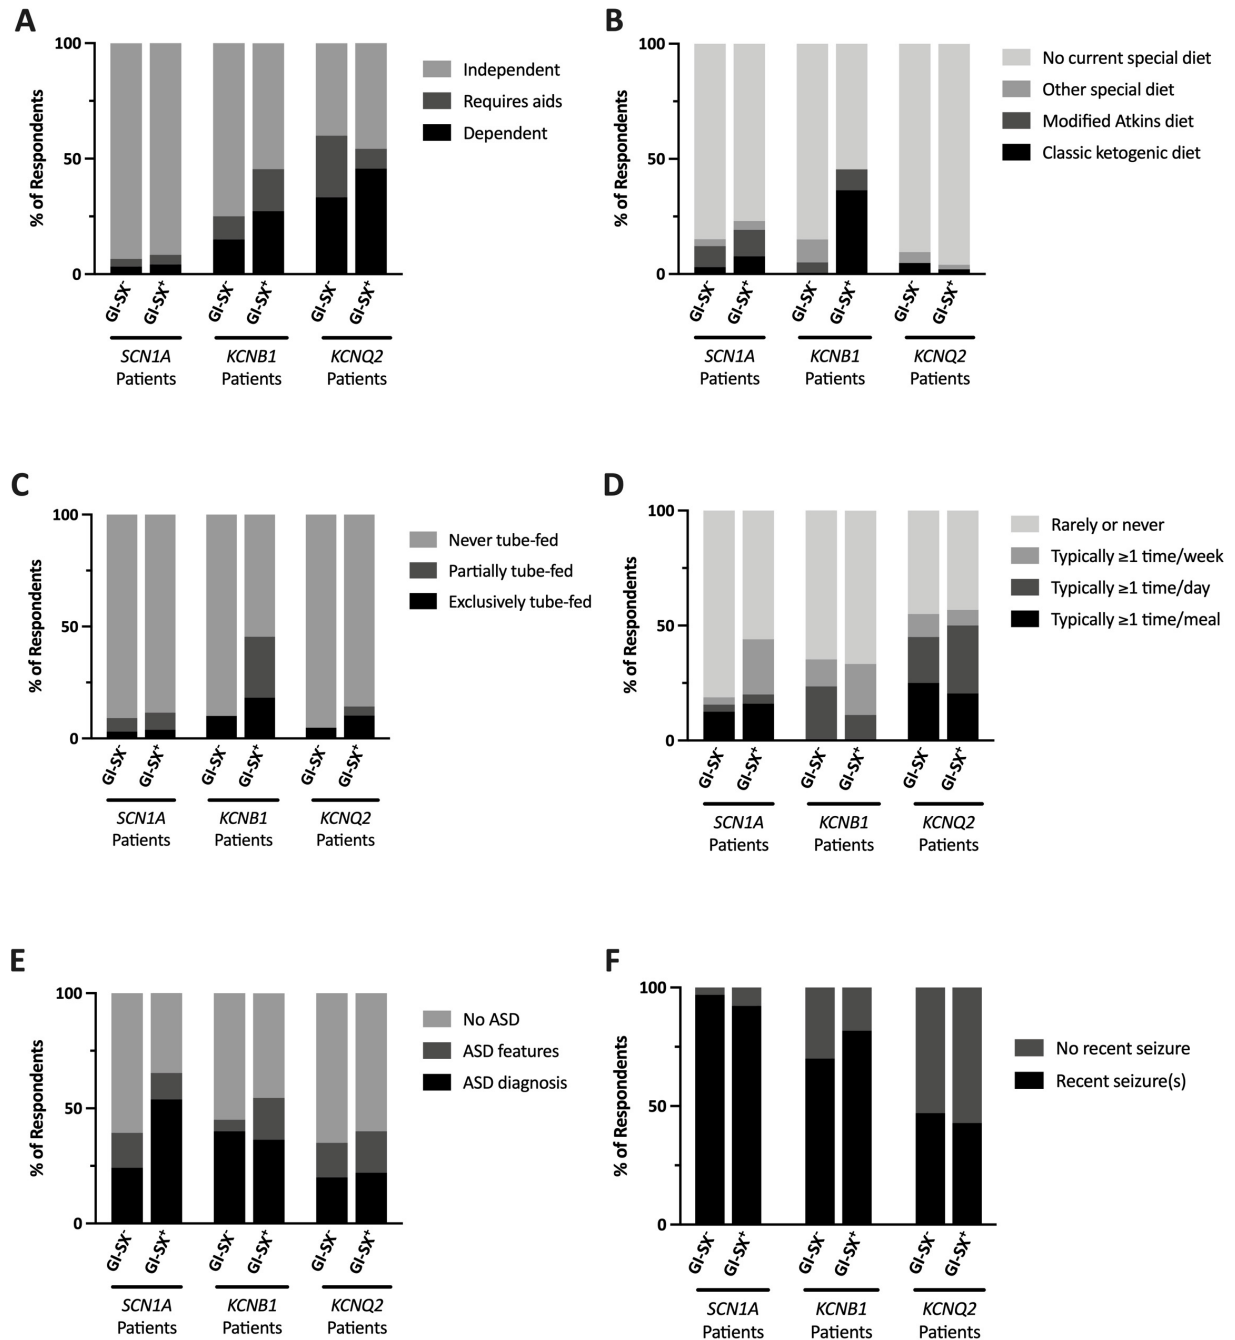 A
% of Respondents
100
50
0
GI-SX⁻
GI-SX⁺
GI-SX⁻
GI-SX⁺
GI-SX⁻
GI-SX⁺
SCN1A
Patients
KCNB1
Patients
KCNQ2
Patients
Independent
Requires aids
Dependent
B
% of Respondents
100
50
0
GI-SX⁻
GI-SX⁺
GI-SX⁻
GI-SX⁺
GI-SX⁻
GI-SX⁺
SCN1A
Patients
KCNB1
Patients
KCNQ2
Patients
No current special diet
Other special diet
Modified Atkins diet
Classic ketogenic diet
C
% of Respondents
100
50
0
GI-SX⁻
GI-SX⁺
GI-SX⁻
GI-SX⁺
GI-SX⁻
GI-SX⁺
SCN1A
Patients
KCNB1
Patients
KCNQ2
Patients
Never tube-fed
Partially tube-fed
Exclusively tube-fed
D
% of Respondents
100
50
0
GI-SX⁻
GI-SX⁺
GI-SX⁻
GI-SX⁺
GI-SX⁻
GI-SX⁺
SCN1A
Patients
KCNB1
Patients
KCNQ2
Patients
Rarely or never
Typically ≥1 time/week
Typically ≥1 time/day
Typically ≥1 time/meal
E
% of Respondents
100
50
0
GI-SX⁻
GI-SX⁺
GI-SX⁻
GI-SX⁺
GI-SX⁻
GI-SX⁺
SCN1A
Patients
KCNB1
Patients
KCNQ2
Patients
No ASD
ASD features
ASD diagnosis
F
% of Respondents
100
50
0
GI-SX⁻
GI-SX⁺
GI-SX⁻
GI-SX⁺
GI-SX⁻
GI-SX⁺
SCN1A
Patients
KCNB1
Patients
KCNQ2
Patients
No recent seizure
Recent seizure(s)